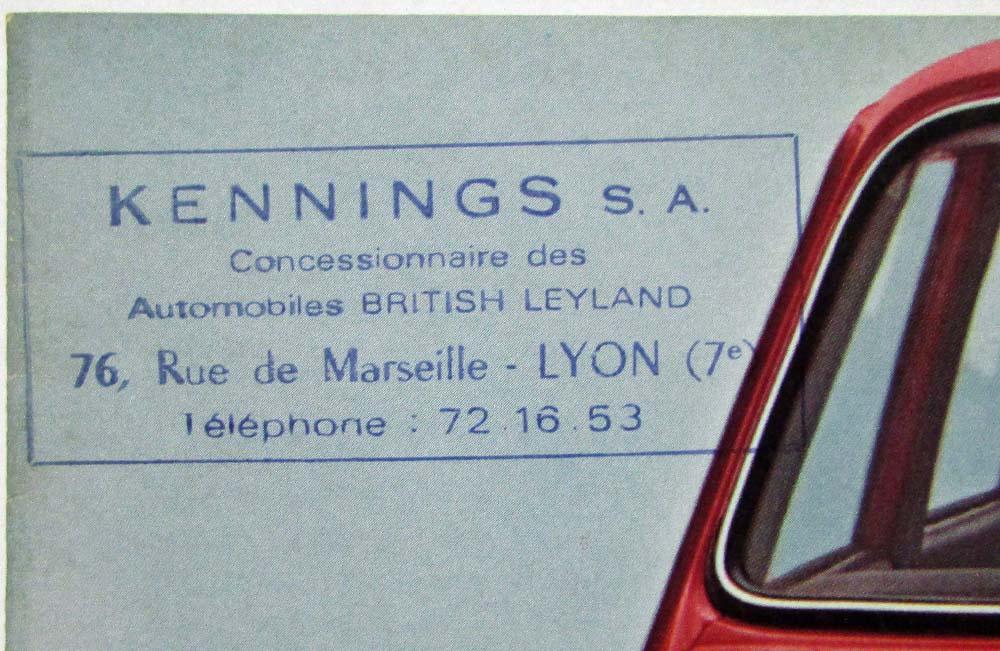 KENNINGS S. A.
Concessionnaire des
Automobiles BRITISH LEYLAND
76, Rue de Marseille - LYON (7e)
Téléphone : 72.16.53